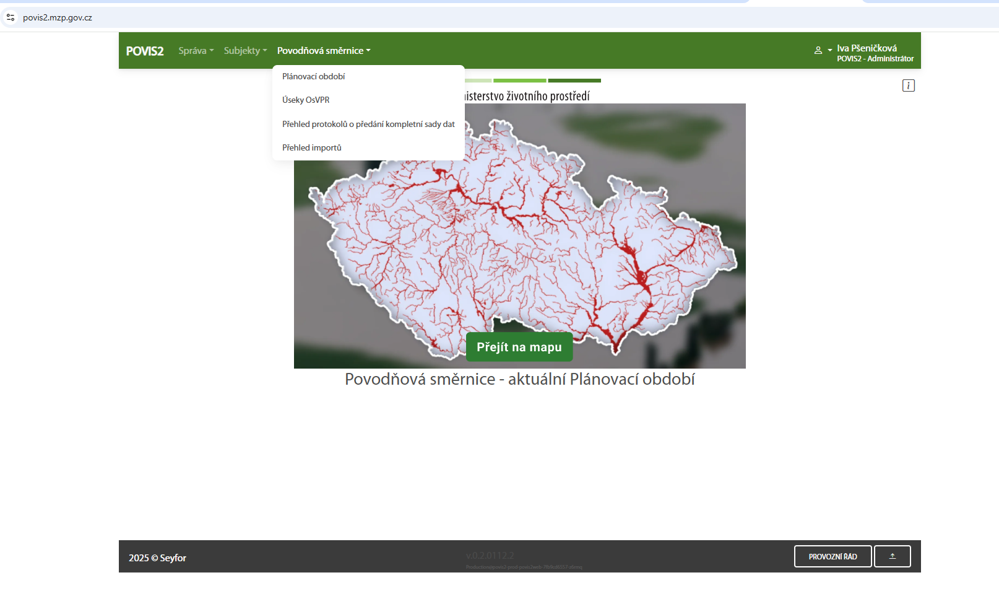 povis2.mzp.gov.cz
POVIS2
Správa
Subjekty
Povodňová směrnice
Iva Pšeničková
POVIS2 - Administrátor
Plánovací období
Úseky OsVPR
Přehled protokolů o předání kompletní sady dat
Přehled importů
isterstvo životního prostředí
i
Přejít na mapu
Povodňová směrnice - aktuální Plánovací období
2025 © Seyfor
v.0.2.0112.2
PROVOZNÍ ŘÁD